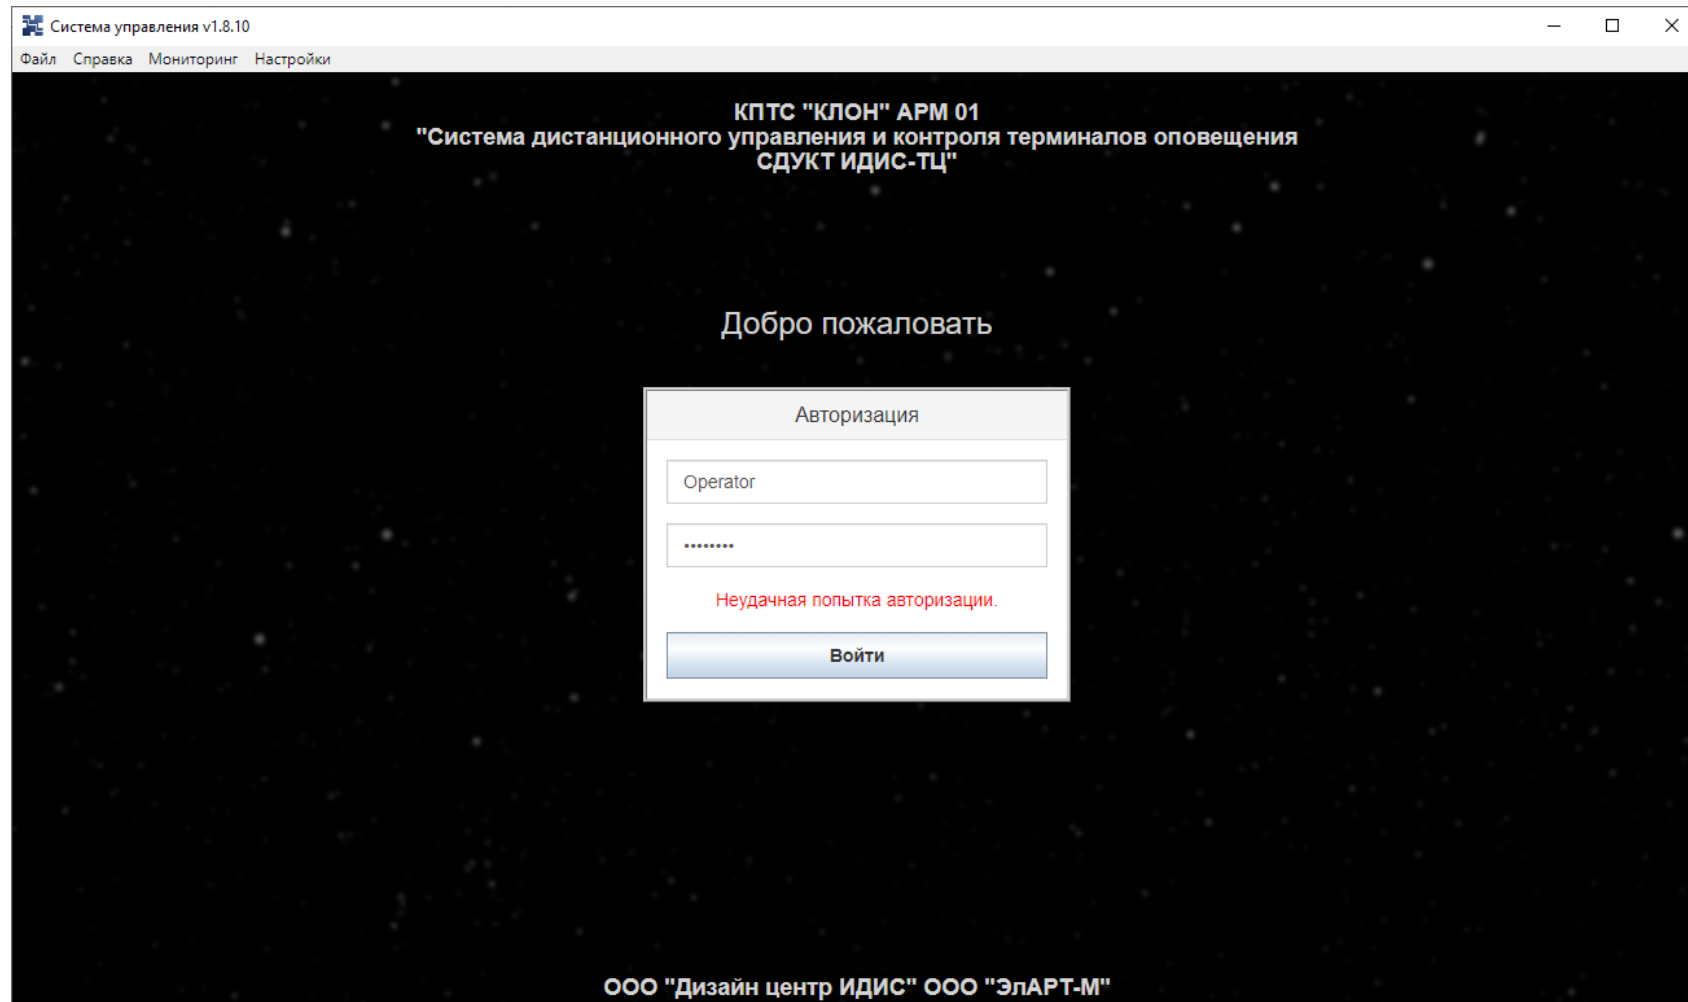 Система управления v1.8.10
Файл Справка Мониторинг Настройки
КПТС "КЛОН" АРМ 01
"Система дистанционного управления и контроля терминалов оповещения
СДУКТ ИДИС-ТЦ"
Добро пожаловать
Авторизация
Operator
••••••••
Неудачная попытка авторизации.
Войти
ООО "Дизайн центр ИДИС" ООО "ЭлАРТ-М"